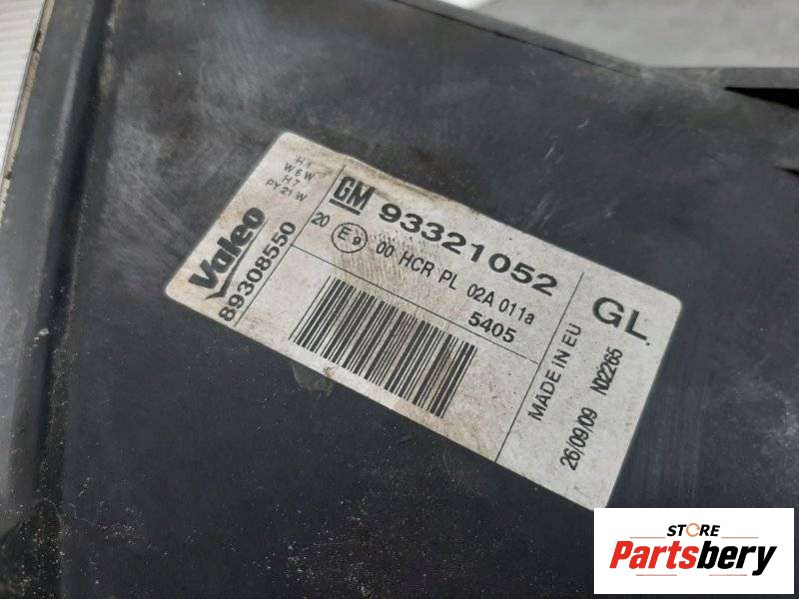 H1
W6W
H7
PY21W
Valeo
89308550
GM 93321052
20 E9 00 HCR PL 02A 011a
5405
GL
MADE IN EU
26/09/09 N02265
STORE
Partsbery